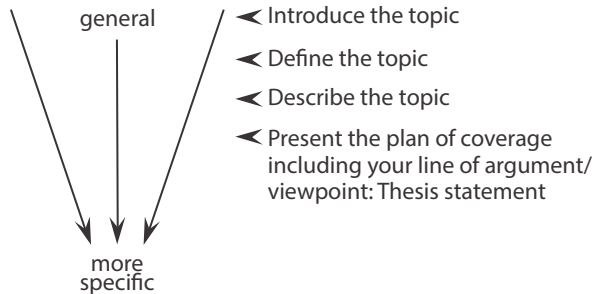 general
Introduce the topic
Define the topic
Describe the topic
Present the plan of coverage
including your line of argument/
viewpoint: Thesis statement
more
specific